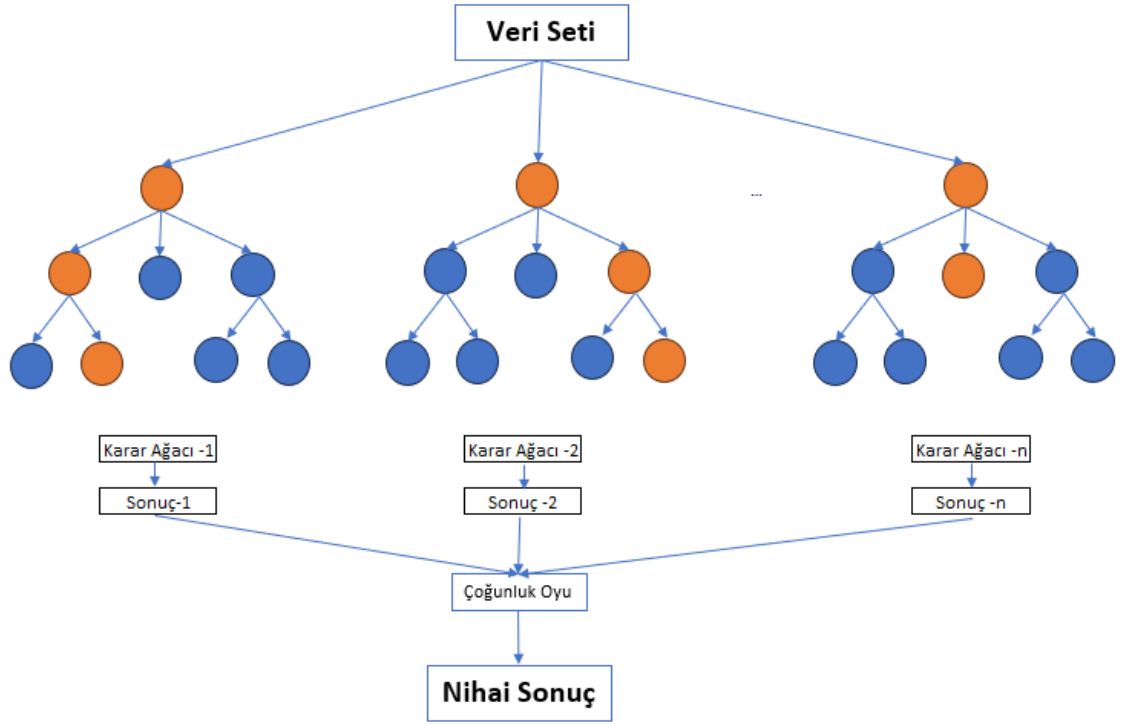 Veri Seti
...
Karar Ağacı -1
Karar Ağacı -2
Karar Ağacı -n
Sonuç-1
Sonuç -2
Sonuç -n
Çoğunluk Oyu
Nihai Sonuç